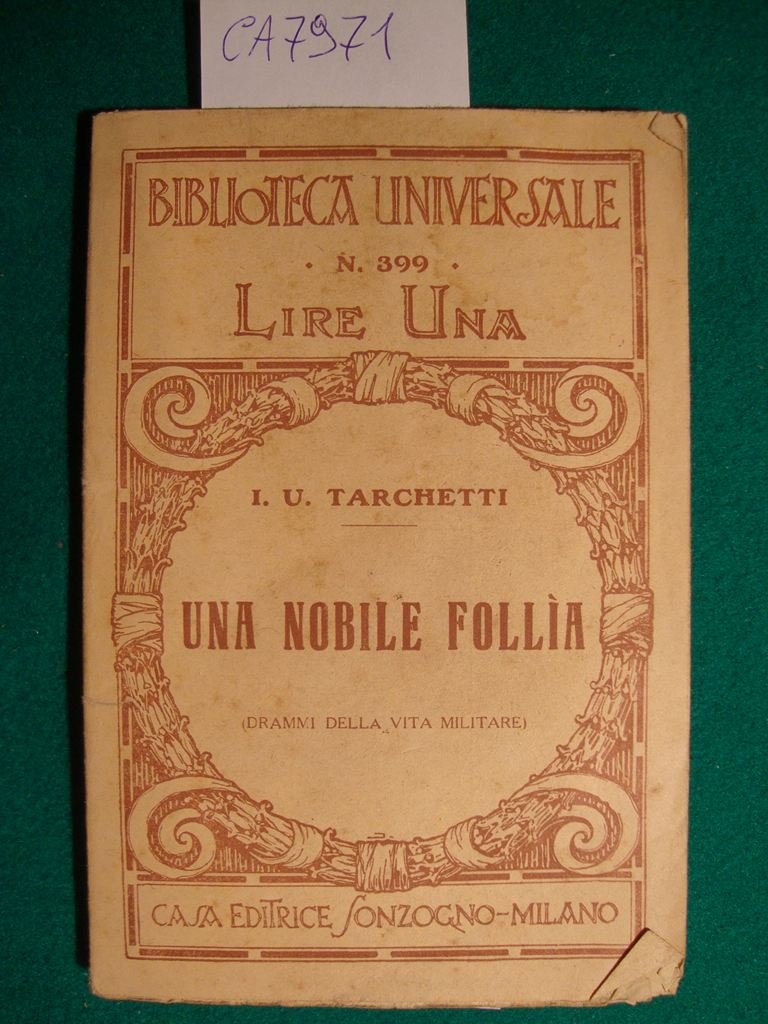 CA7971
BIBLIOTECA UNIVERSALE
· N. 399 ·
LIRE UNA
I. U. TARCHETTI
UNA NOBILE FOLLÌA
(DRAMMI DELLA VITA MILITARE)
CASA EDITRICE SONZOGNO-MILANO